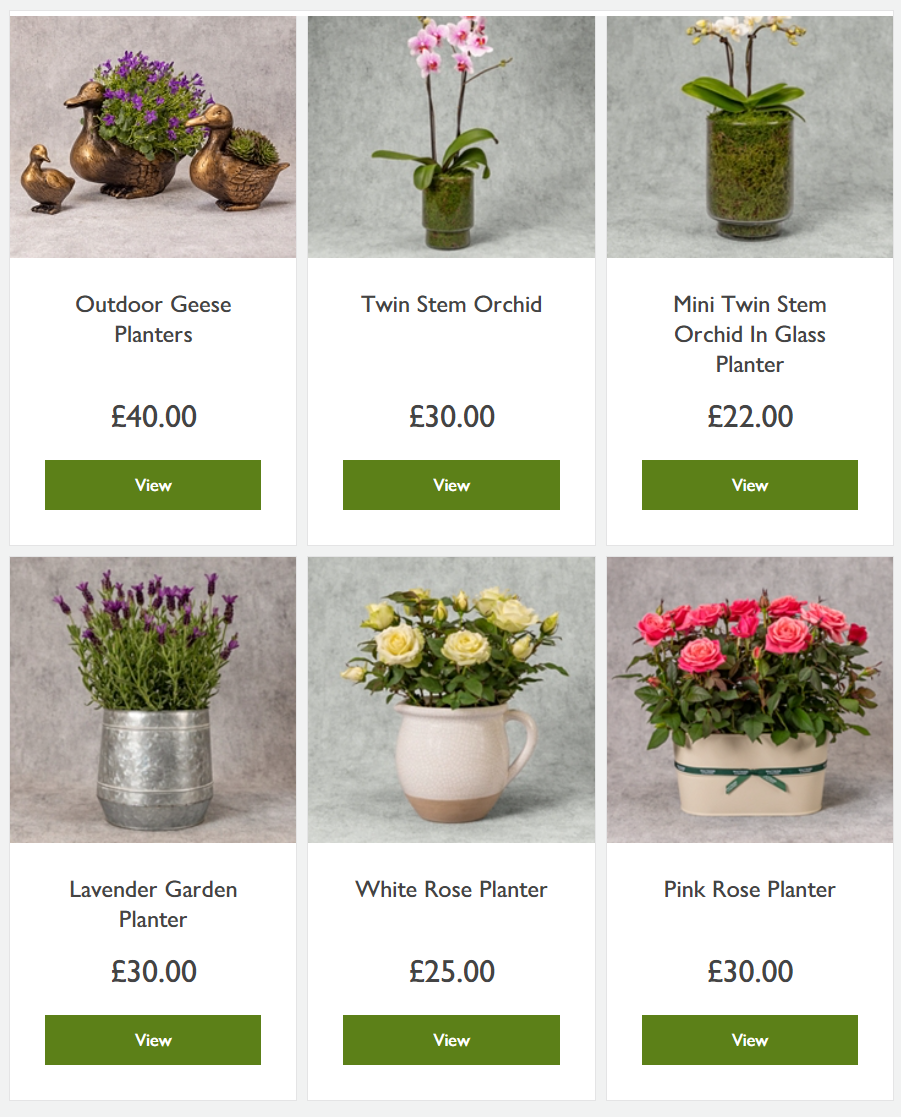 Outdoor Geese
Planters
£40.00
View
Twin Stem Orchid
£30.00
View
Mini Twin Stem
Orchid In Glass
Planter
£22.00
View
Lavender Garden
Planter
£30.00
View
White Rose Planter
£25.00
View
Pink Rose Planter
£30.00
View